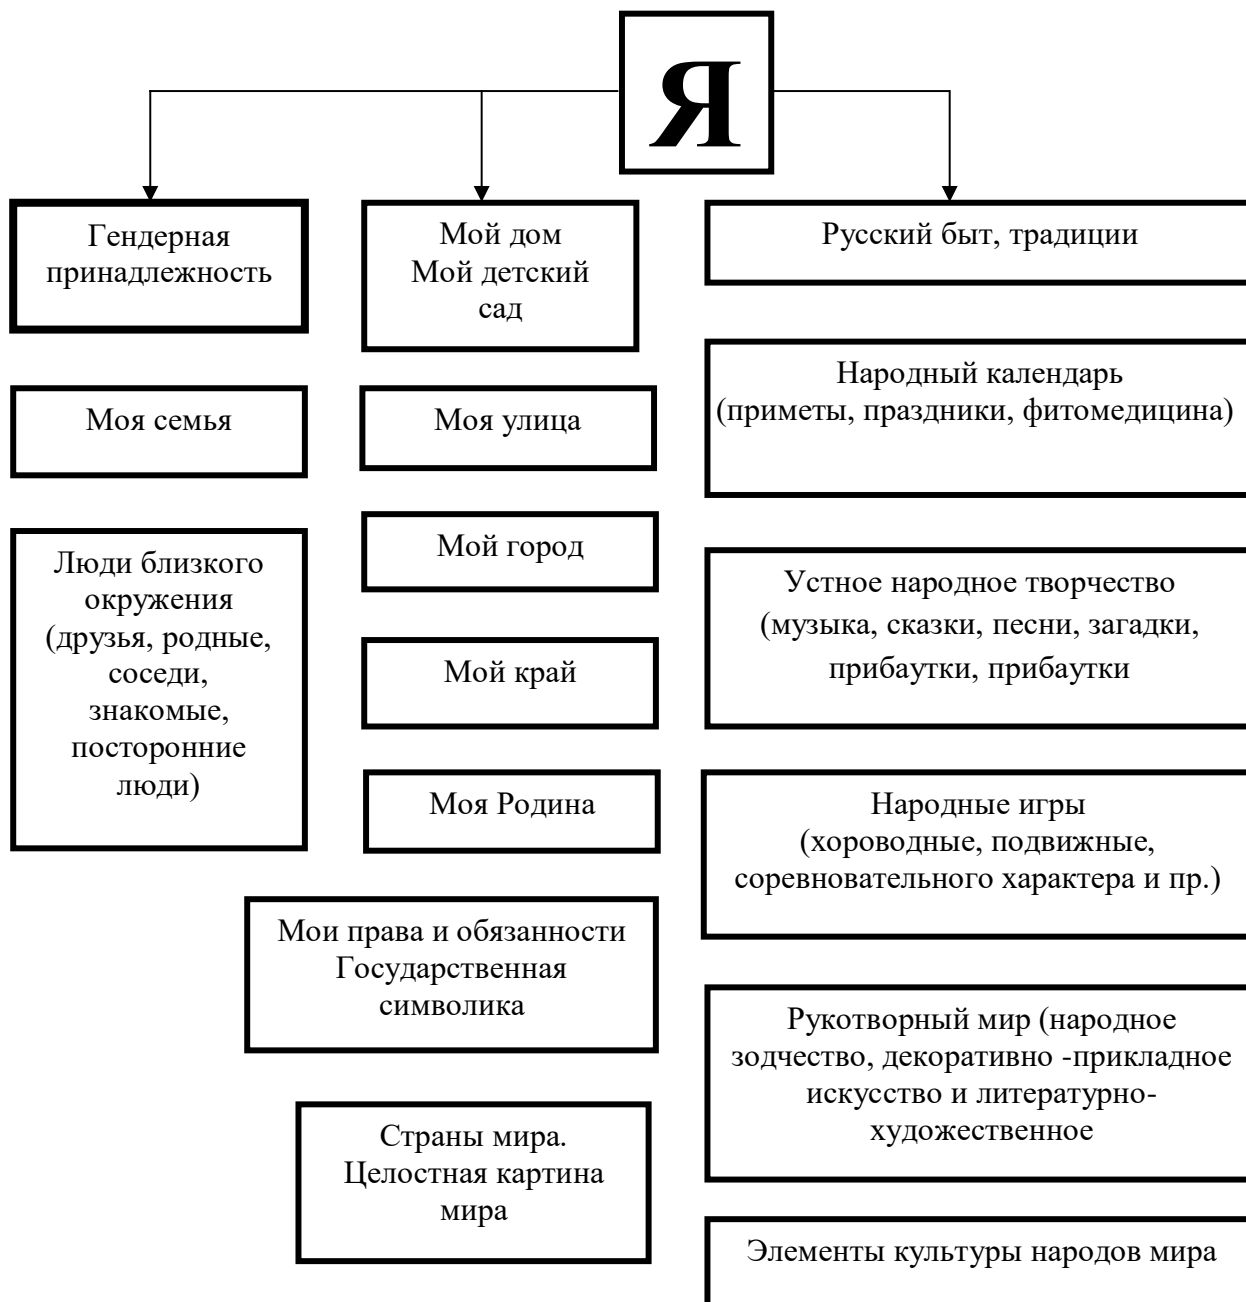 Я
Гендерная
принадлежность
Моя семья
Люди близкого
окружения
(друзья, родные,
соседи,
знакомые,
посторонние
люди)
Мой дом
Мой детский
сад
Моя улица
Мой город
Мой край
Моя Родина
Мои права и обязанности
Государственная
символика
Страны мира.
Целостная картина
мира
Русский быт, традиции
Народный календарь
(приметы, праздники, фитомедицина)
Устное народное творчество
(музыка, сказки, песни, загадки,
прибаутки, прибаутки
Народные игры
(хороводные, подвижные,
соревновательного характера и пр.)
Рукотворный мир (народное
зодчество, декоративно -прикладное
искусство и литературно-
художественное
Элементы культуры народов мира